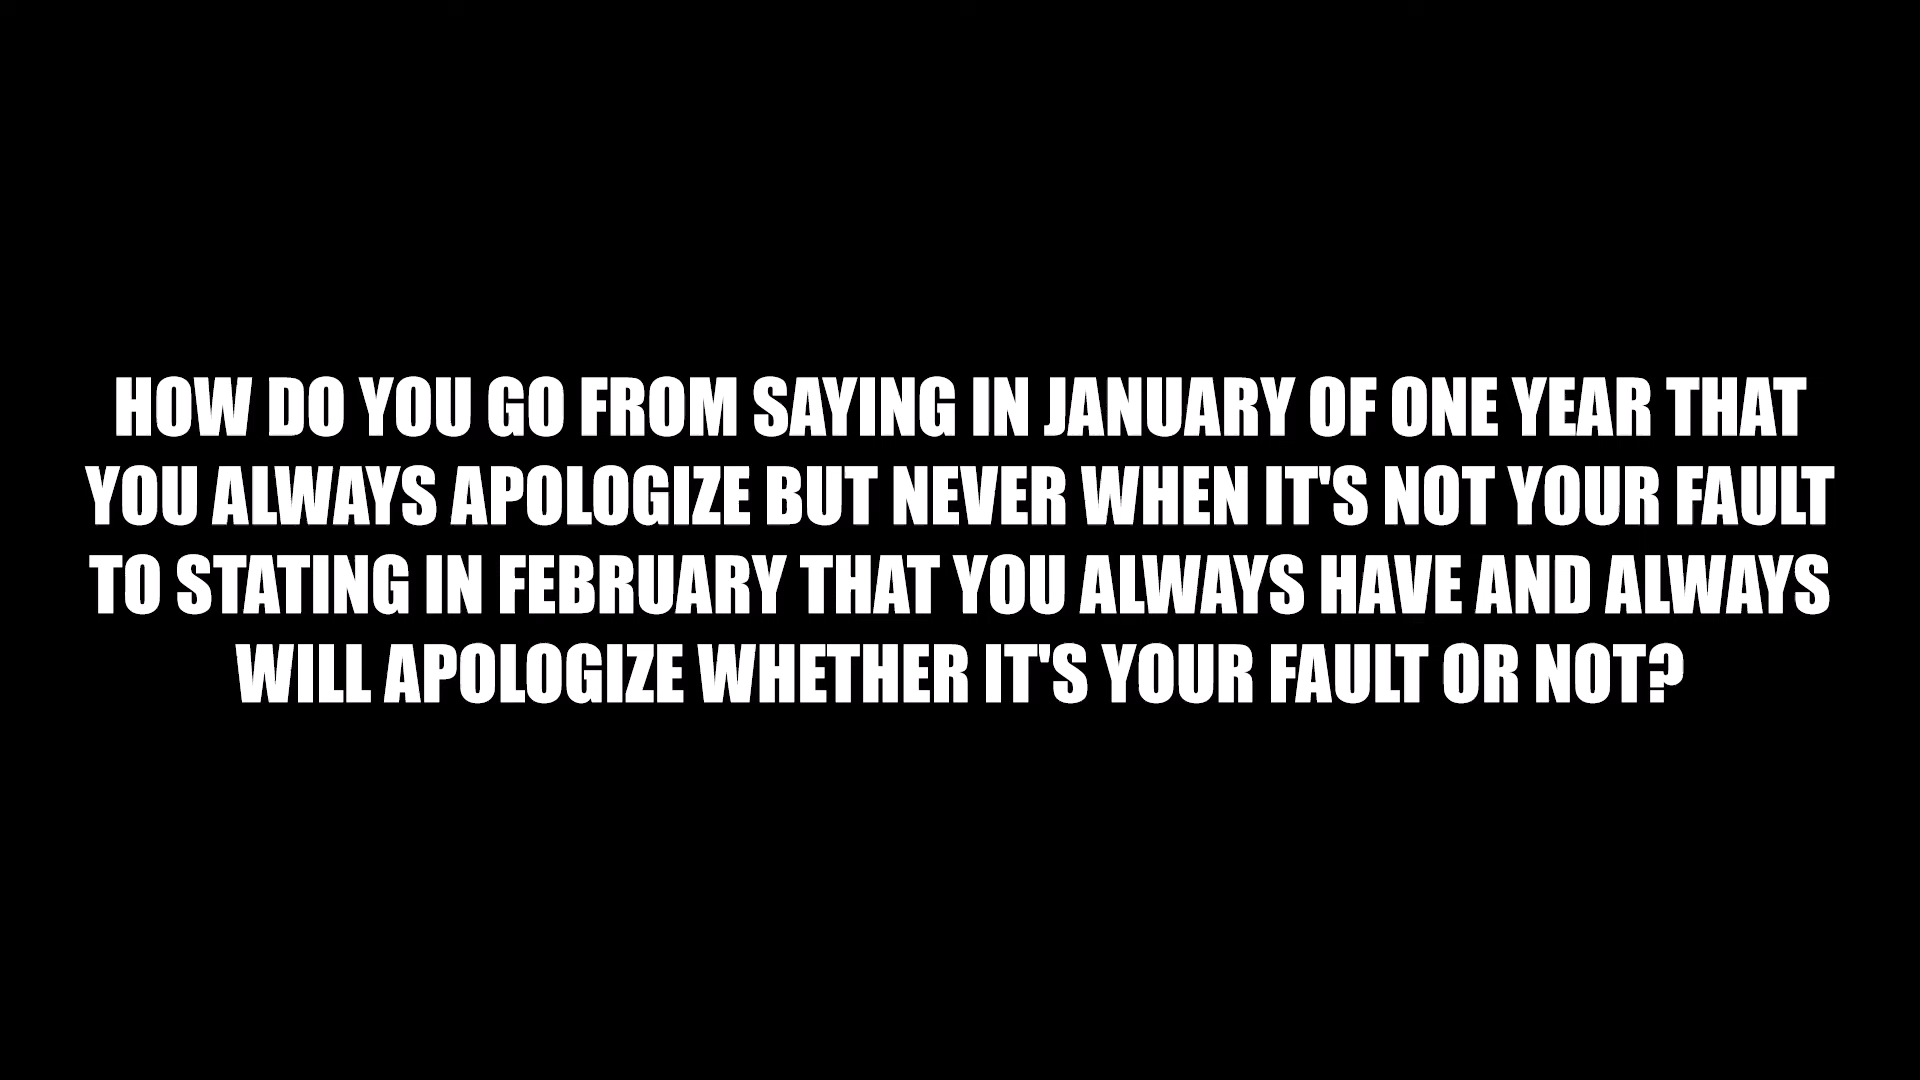 HOW DO YOU GO FROM SAYING IN JANUARY OF ONE YEAR THAT
YOU ALWAYS APOLOGIZE BUT NEVER WHEN IT'S NOT YOUR FAULT
TO STATING IN FEBRUARY THAT YOU ALWAYS HAVE AND ALWAYS
WILL APOLOGIZE WHETHER IT'S YOUR FAULT OR NOT?